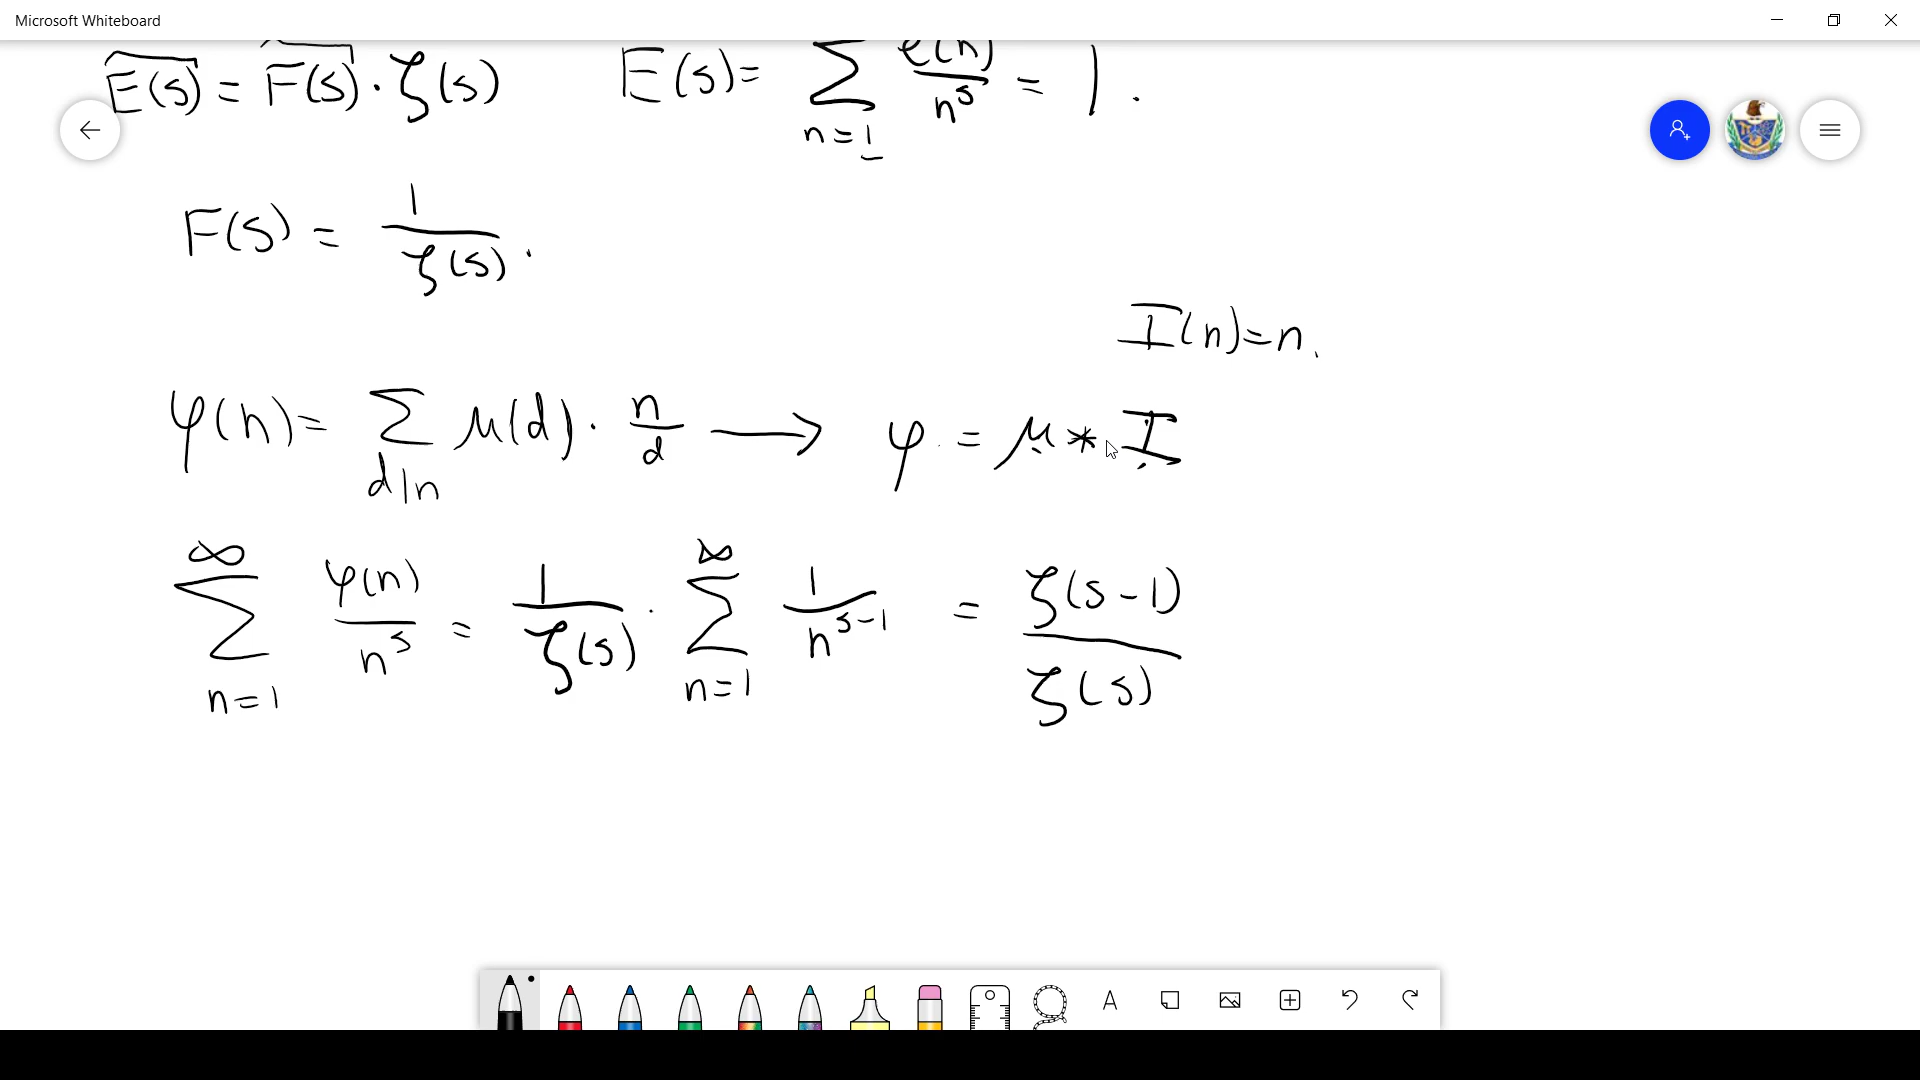 Microsoft Whiteboard
E(s) = F(s) · ζ(s)    E(s) = ∑_{n=1} e(n)/n^s = 1.
F(s) = 1/ζ(s).
I(n) = n.
φ(n) = ∑_{d|n} μ(d) · n/d ⟶ φ = μ * I
∑_{n=1}^{∞} φ(n)/n^s = 1/ζ(s) · ∑_{n=1}^{∞} 1/n^{s-1} = ζ(s-1)/ζ(s)
A